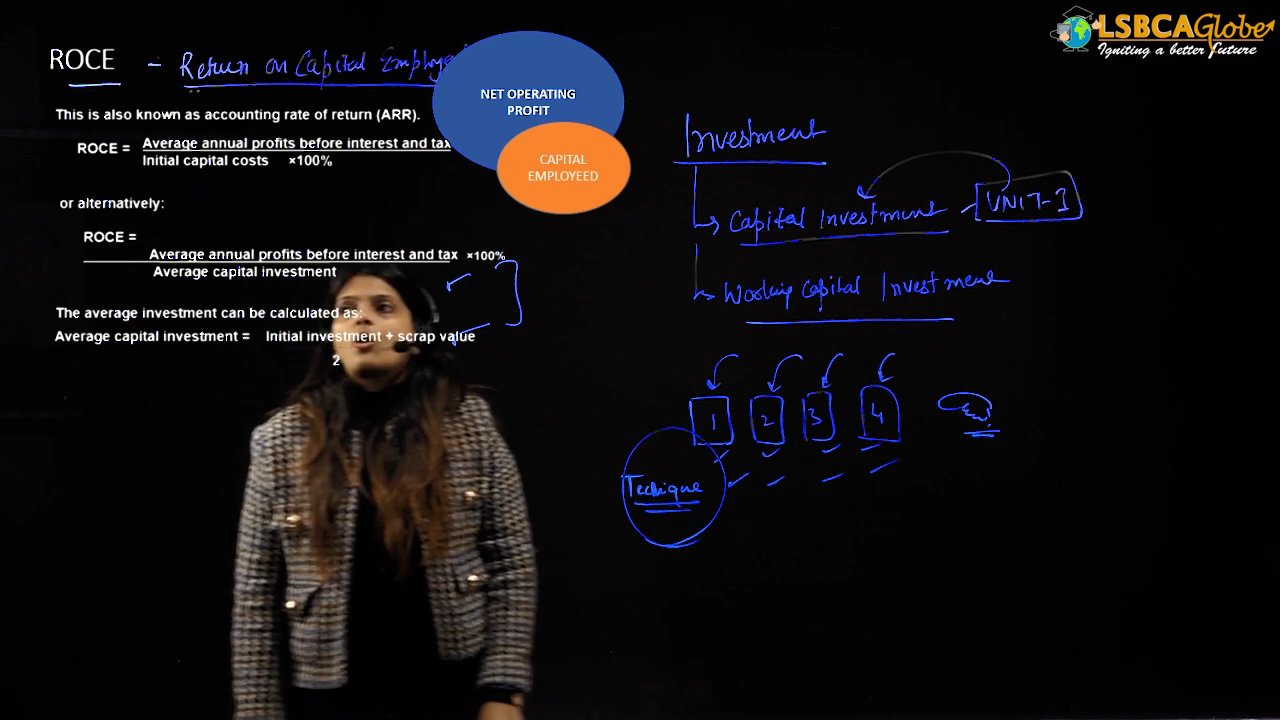 LSBCAGlobe
Igniting a better Future
ROCE - Return on Capital
NET OPERATING
PROFIT
CAPITAL
EMPLOYEED
This is also known as accounting rate of return (ARR).
ROCE = Average annual profits before interest and tax
Initial capital costs ×100%
or alternatively:
ROCE =
Average annual profits before interest and tax ×100%
Average capital investment
The average investment can be calculated as:
Average capital investment = Initial investment + scrap value
2
Investment
Capital Investment - UNIT-1
Working Capital Investment
1 2 3 4
Techique